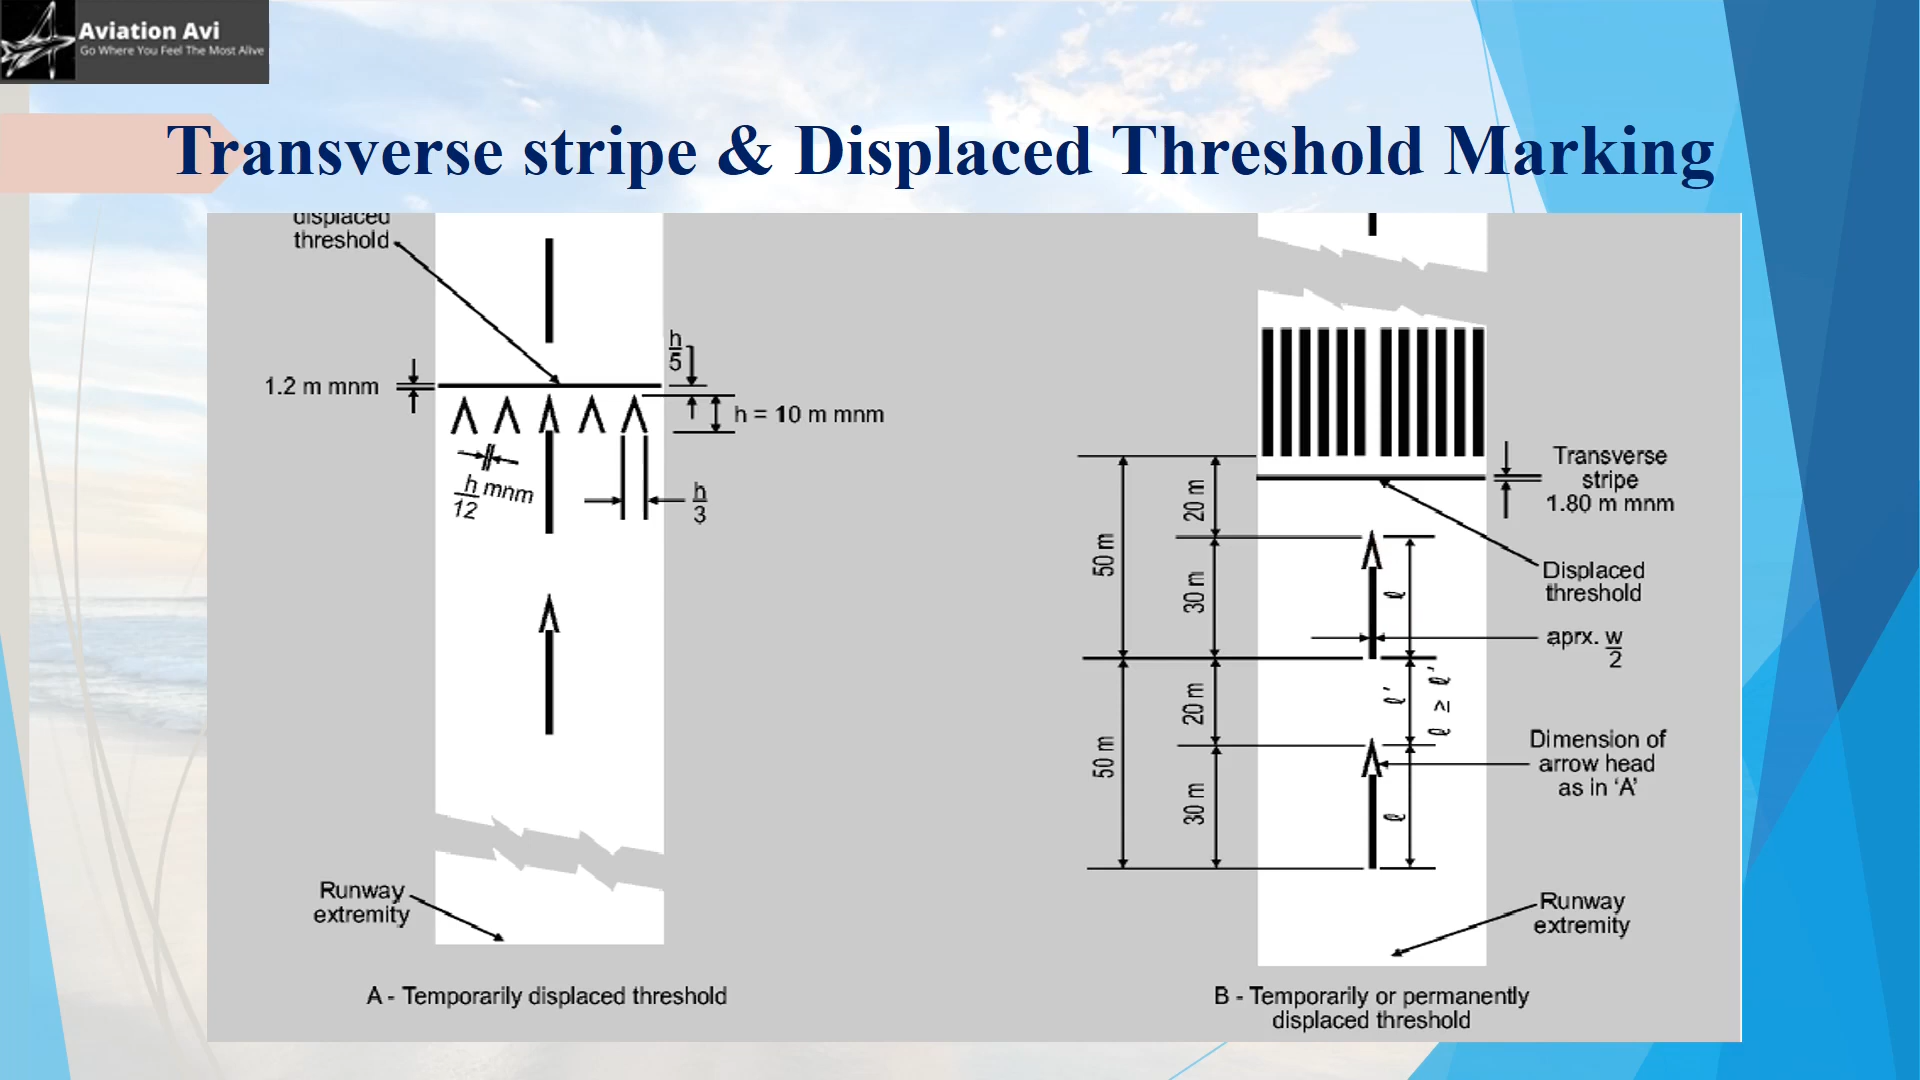 Aviation Avi
Go Where You Feel The Most Alive
Transverse stripe & Displaced Threshold Marking
displaced
threshold
h
5
1.2 m mnm
h = 10 m mnm
h mnm
12
h
3
Runway
extremity
A - Temporarily displaced threshold
Transverse
stripe
1.80 m mnm
20 m
50 m
30 m
ℓ
Displaced
threshold
aprx. w
2
20 m
ℓ'
ℓ ≥ ℓ'
50 m
30 m
ℓ
Dimension of
arrow head
as in ‘A’
Runway
extremity
B - Temporarily or permanently
displaced threshold